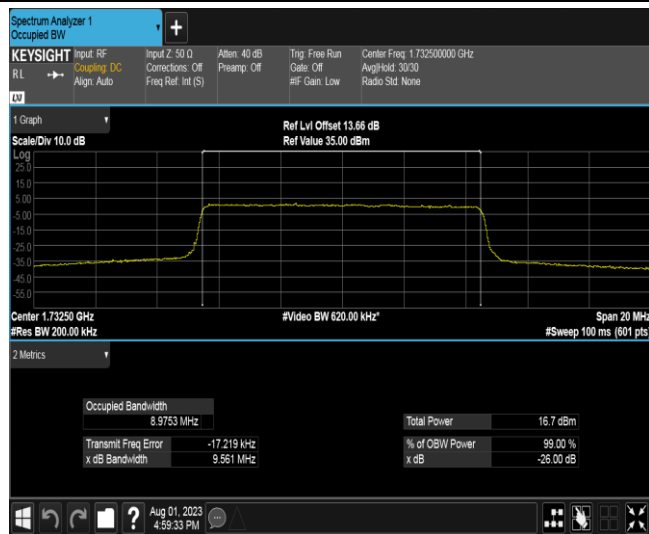 Spectrum Analyzer 1
Occupied BW
+
KEYSIGHT Input: RF Input Z: 50 Ω Atten: 40 dB Trig: Free Run Center Freq: 1.732500000 GHz
RL Coupling: DC Corrections: Off Preamp: Off Gate: Off Avg|Hold: 30/30
Align: Auto Freq Ref: Int (S) #IF Gain: Low Radio Std: None
LXI
1 Graph Ref Lvl Offset 13.66 dB
Scale/Div 10.0 dB Ref Value 35.00 dBm
Log
25.0
15.0
5.00
-5.00
-15.0
-25.0
-35.0
-45.0
-55.0
Center 1.73250 GHz #Video BW 620.00 kHz* Span 20 MHz
#Res BW 200.00 kHz #Sweep 100 ms (601 pts)
2 Metrics
Occupied Bandwidth
8.9753 MHz Total Power 16.7 dBm
Transmit Freq Error -17.219 kHz % of OBW Power 99.00 %
x dB Bandwidth 9.561 MHz x dB -26.00 dB
? Aug 01, 2023
4:59:33 PM